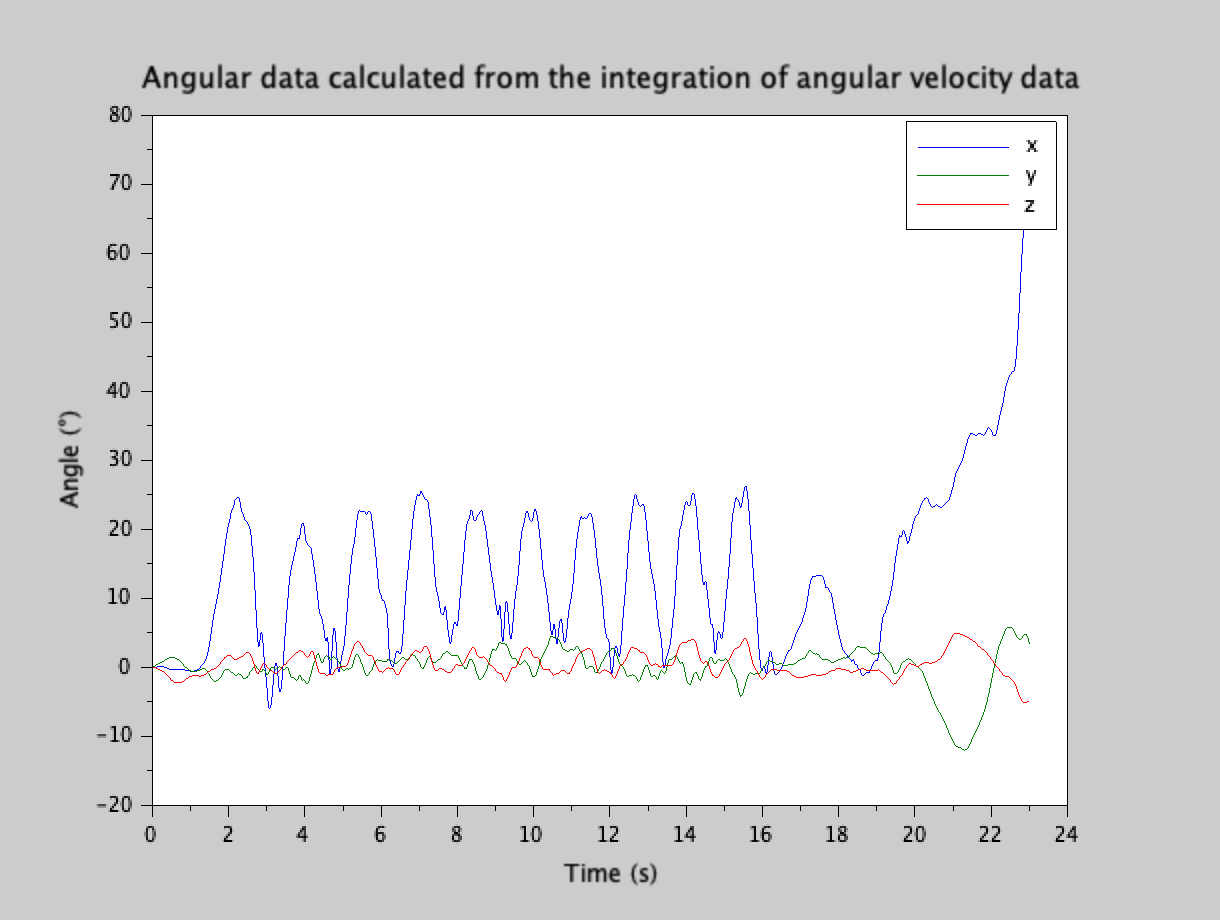 Angular data calculated from the integration of angular velocity data
80
70
60
50
40
30
20
10
0
−10
−20
Angle (°)
x
y
z
0 2 4 6 8 10 12 14 16 18 20 22 24
Time (s)